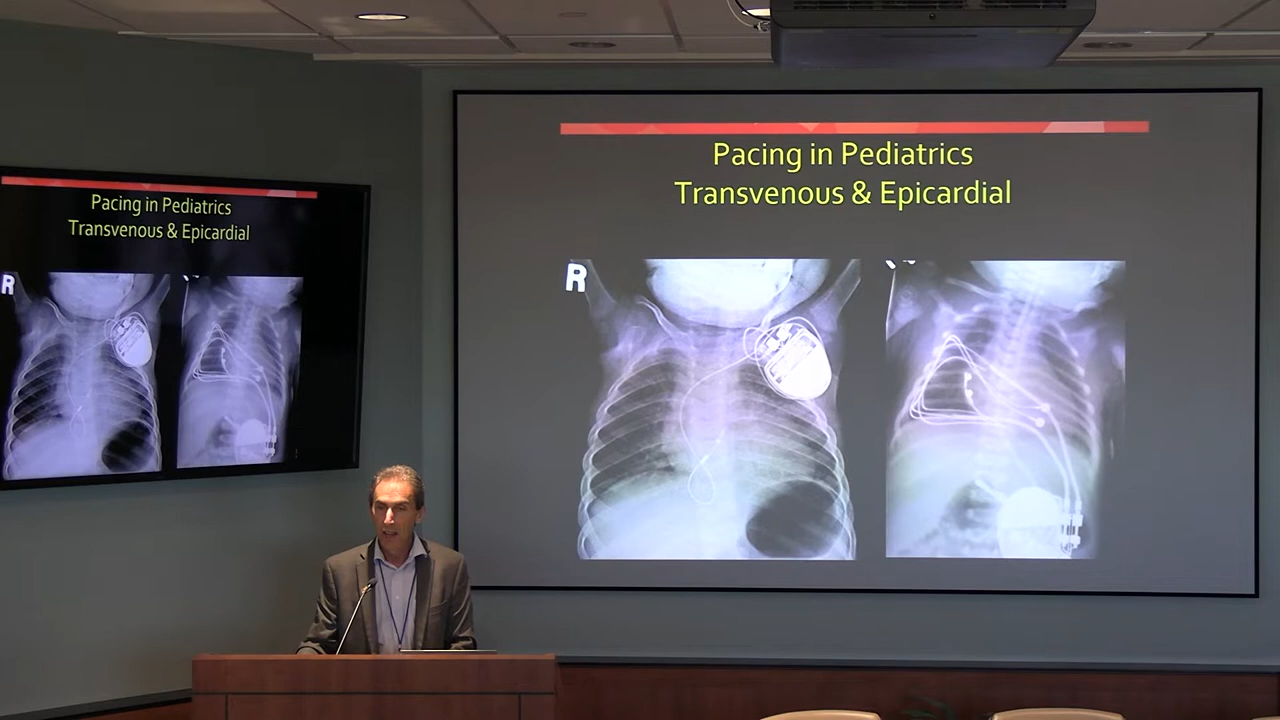 Pacing in Pediatrics
Transvenous & Epicardial
R
Pacing in Pediatrics
Transvenous & Epicardial
R